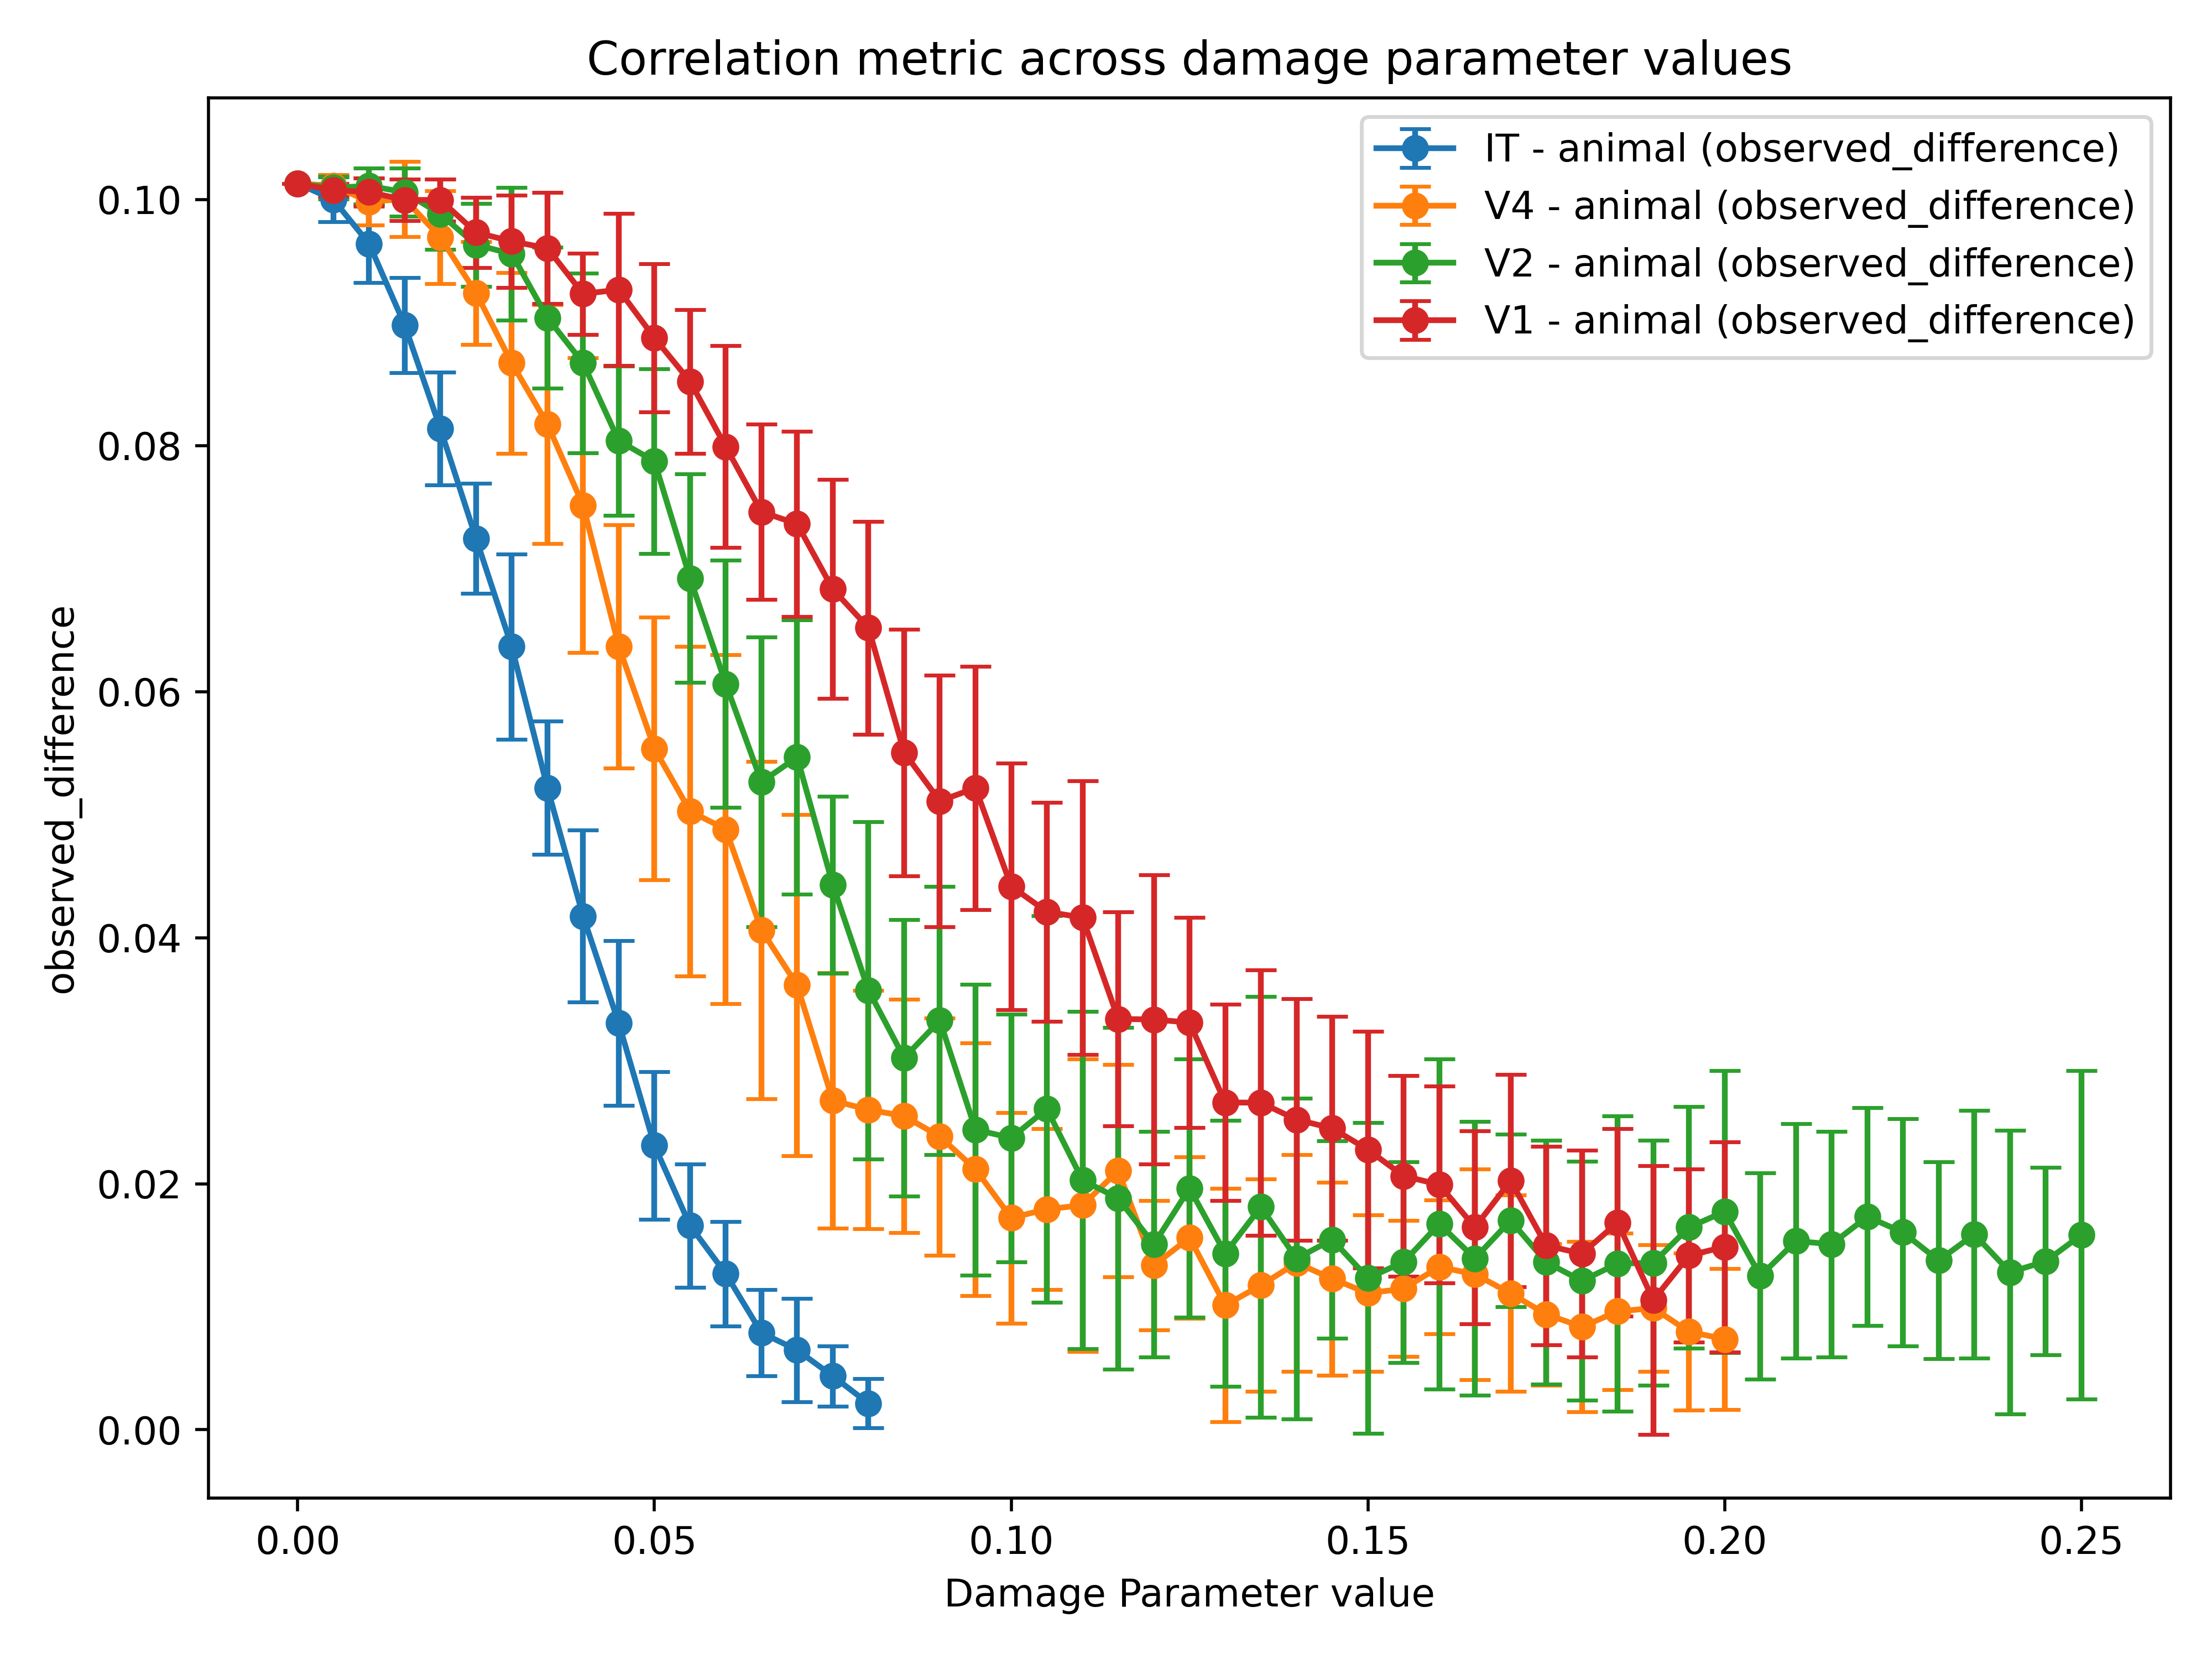 Correlation metric across damage parameter values
IT - animal (observed_difference)
V4 - animal (observed_difference)
V2 - animal (observed_difference)
V1 - animal (observed_difference)
observed_difference
0.10
0.08
0.06
0.04
0.02
0.00
0.00 0.05 0.10 0.15 0.20 0.25
Damage Parameter value